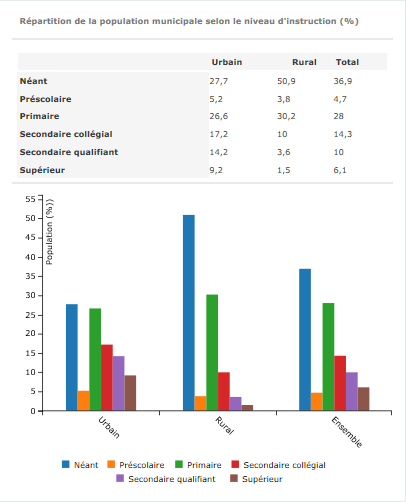 Répartition de la population municipale selon le niveau d'instruction (%)
Urbain Rural Total
Néant 27,7 50,9 36,9
Préscolaire 5,2 3,8 4,7
Primaire 26,6 30,2 28
Secondaire collégial 17,2 10 14,3
Secondaire qualifiant 14,2 3,6 10
Supérieur 9,2 1,5 6,1
Population (%))
55
50
45
40
35
30
25
20
15
10
5
0
Urbain Rural Ensemble
Néant Préscolaire Primaire Secondaire collégial
Secondaire qualifiant Supérieur